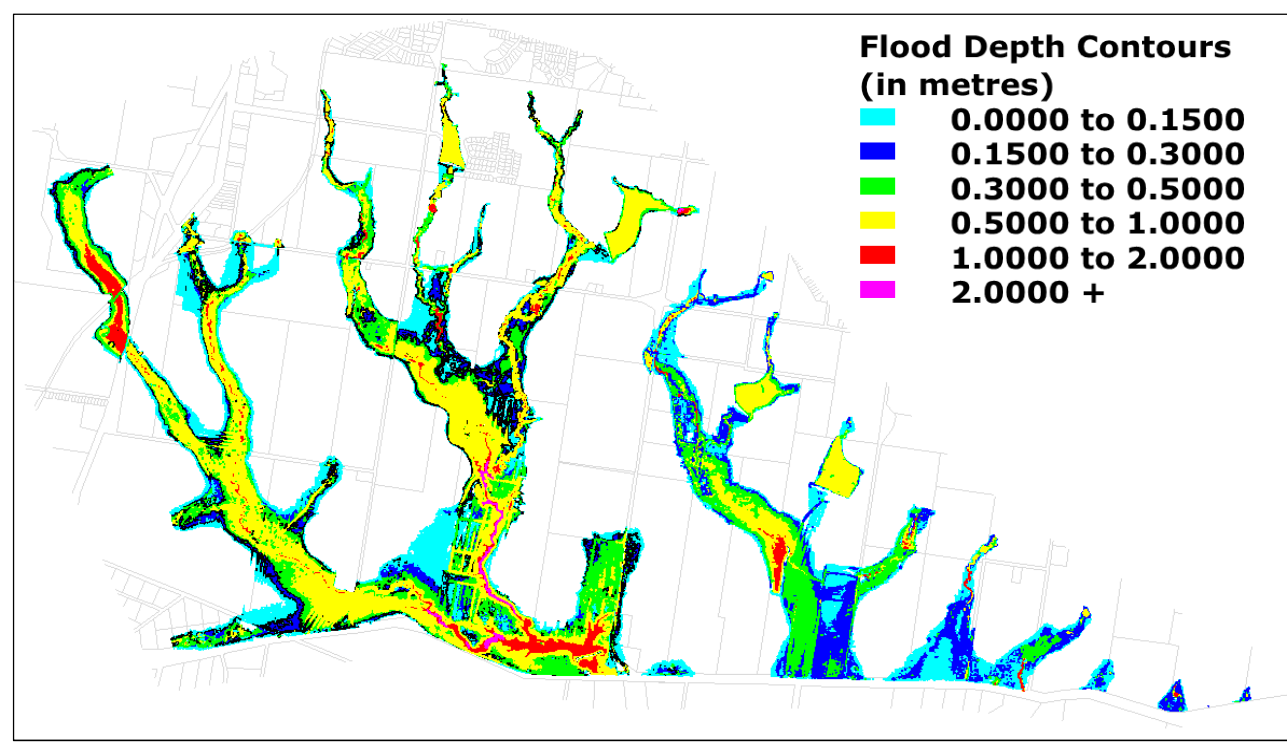 Flood Depth Contours
(in metres)
0.0000 to 0.1500
0.1500 to 0.3000
0.3000 to 0.5000
0.5000 to 1.0000
1.0000 to 2.0000
2.0000 +